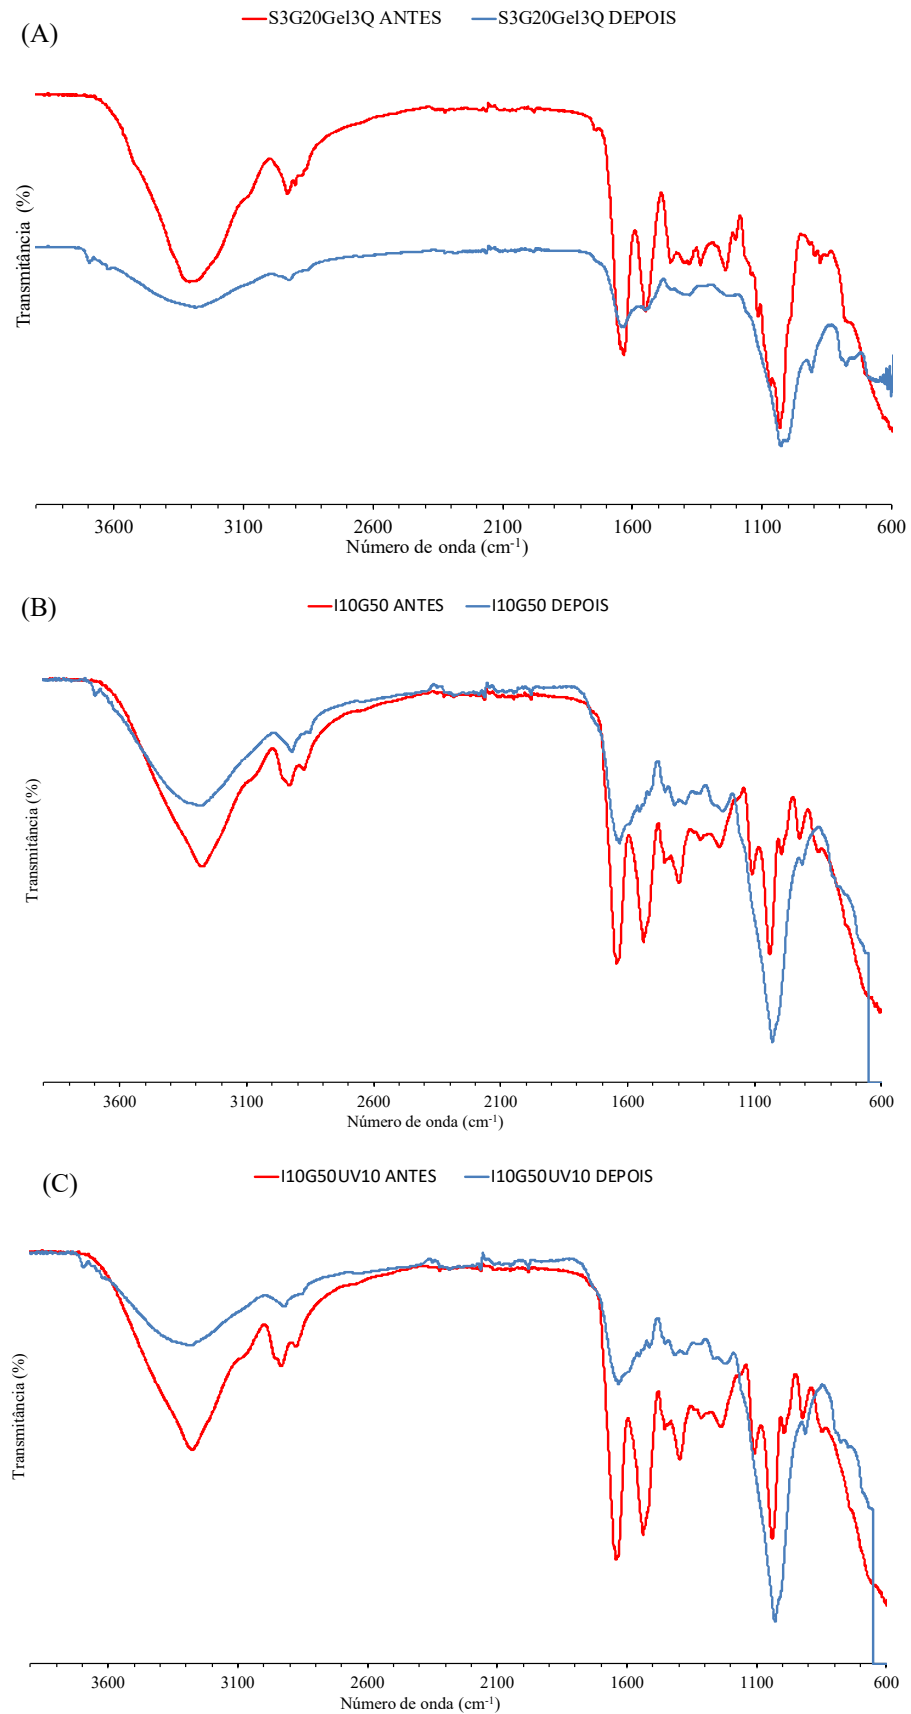 S3G20Gel3Q ANTES S3G20Gel3Q DEPOIS
(A)
Transmitância (%)
3600 3100 2600 2100 1600 1100 600
Número de onda (cm⁻¹)
(B)
I10G50 ANTES I10G50 DEPOIS
Transmitância (%)
3600 3100 2600 2100 1600 1100 600
Número de onda (cm⁻¹)
(C)
I10G50UV10 ANTES I10G50UV10 DEPOIS
Transmitância (%)
3600 3100 2600 2100 1600 1100 600
Número de onda (cm⁻¹)